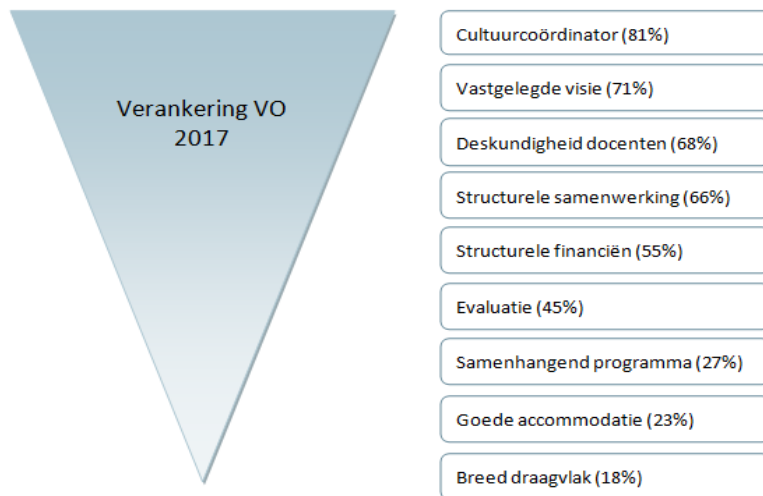 Verankering VO
2017
Cultuurcoördinator (81%)
Vastgelegde visie (71%)
Deskundigheid docenten (68%)
Structurele samenwerking (66%)
Structurele financiën (55%)
Evaluatie (45%)
Samenhangend programma (27%)
Goede accommodatie (23%)
Breed draagvlak (18%)